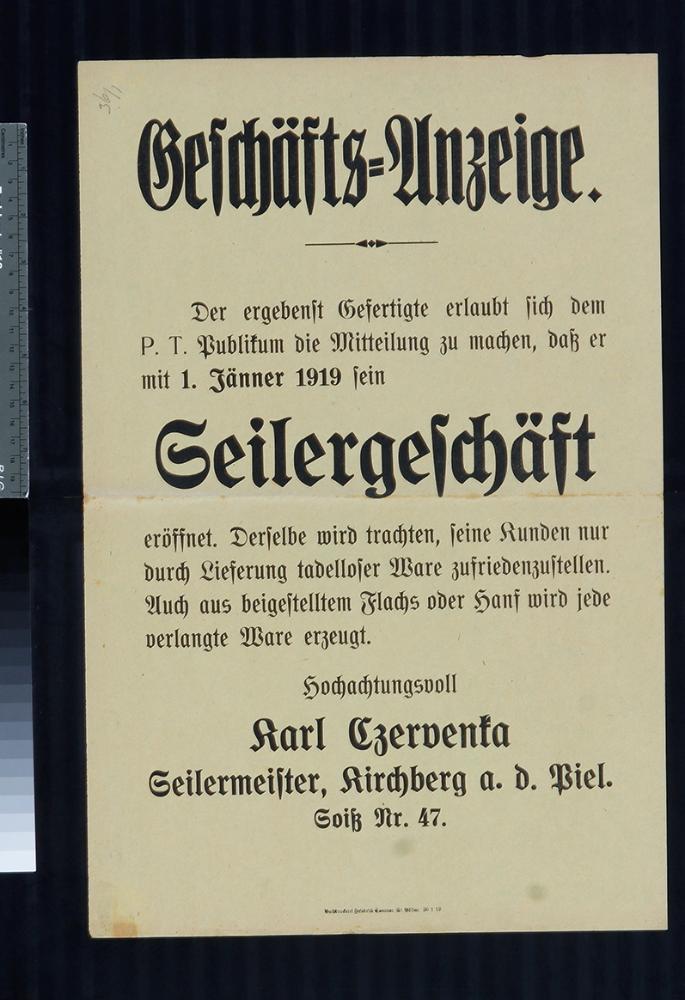 Geschäfts=Anzeige.
Der ergebenst Gefertigte erlaubt sich dem
P. T. Publikum die Mitteilung zu machen, daß er
mit 1. Jänner 1919 sein
Seilergeschäft
eröffnet. Derselbe wird trachten, seine Kunden nur
durch Lieferung tadelloser Ware zufriedenzustellen.
Auch aus beigestelltem Flachs oder Hanf wird jede
verlangte Ware erzeugt.
Hochachtungsvoll
Karl Czervenka
Seilermeister, Kirchberg a. d. Piel.
Soiß Nr. 47.